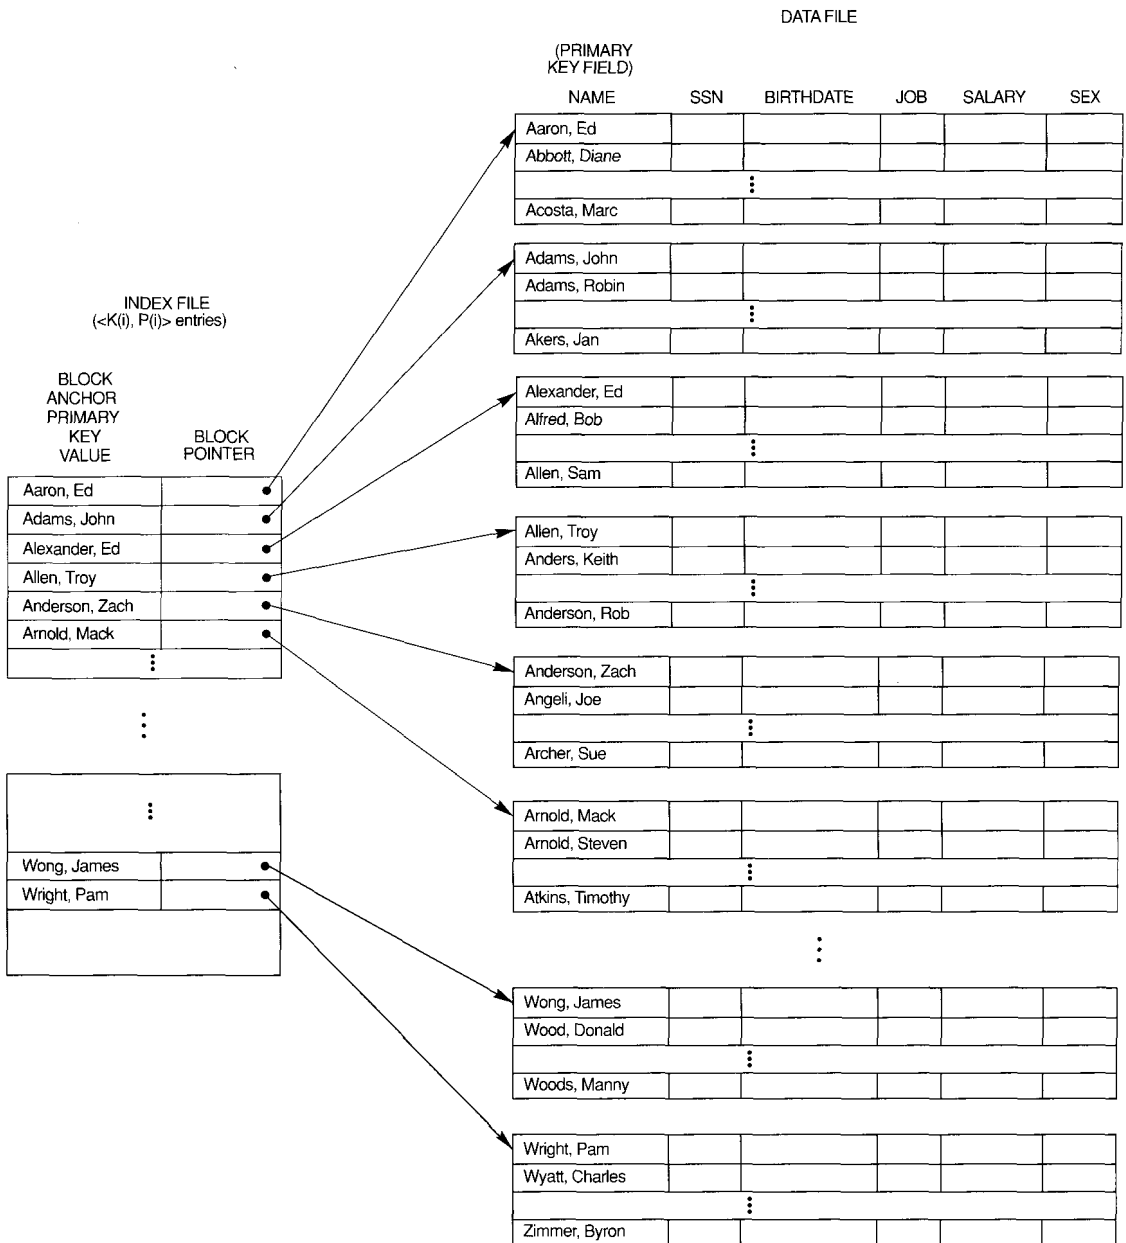 DATA FILE
(PRIMARY
KEY FIELD)
NAME SSN BIRTHDATE JOB SALARY SEX
Aaron, Ed
Abbott, Diane
Acosta, Marc
Adams, John
Adams, Robin
Akers, Jan
Alexander, Ed
Alfred, Bob
Allen, Sam
Allen, Troy
Anders, Keith
Anderson, Rob
Anderson, Zach
Angeli, Joe
Archer, Sue
Arnold, Mack
Arnold, Steven
Atkins, Timothy
Wong, James
Wood, Donald
Woods, Manny
Wright, Pam
Wyatt, Charles
Zimmer, Byron
INDEX FILE
(<K(i), P(i)> entries)
BLOCK
ANCHOR
PRIMARY
KEY
VALUE
BLOCK
POINTER
Aaron, Ed
Adams, John
Alexander, Ed
Allen, Troy
Anderson, Zach
Arnold, Mack
Wong, James
Wright, Pam